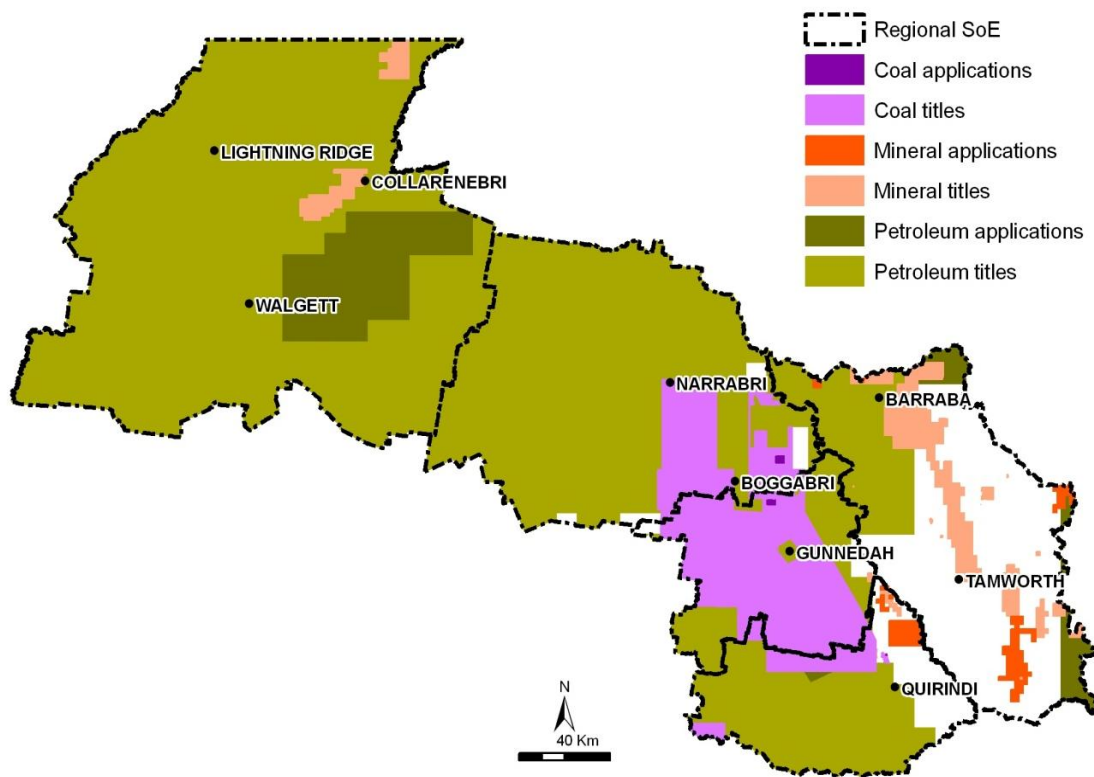 Regional SoE
Coal applications
Coal titles
Mineral applications
Mineral titles
Petroleum applications
Petroleum titles
LIGHTNING RIDGE
COLLARENEBRI
WALGETT
NARRABRI
BARRABA
BOGGABRI
GUNNEDAH
TAMWORTH
QUIRINDI
N
40 Km